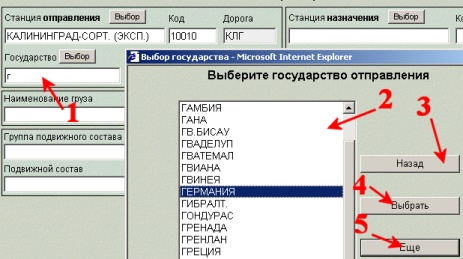 Станция отправления Выбор Код Дорога Станция назначения Выбор
КАЛИНИНГРАД-СОРТ. (ЭКСП.) 10010 КЛГ
Государство Выбор
г
Выбор государства - Microsoft Internet Explorer
Выберите государство отправления
Наименование груза
Группа подвижного состава
Подвижной состав
ГАМБИЯ
ГАНА
ГВ.БИСАУ
ГВАДЕЛУП
ГВАТЕМАЛ
ГВИАНА
ГВИНЕЯ
ГЕРМАНИЯ
ГИБРАЛТ.
ГОНДУРАС
ГРЕНАДА
ГРЕНЛАН
ГРЕЦИЯ
Назад
Выбрать
Еще
1
2
3
4
5